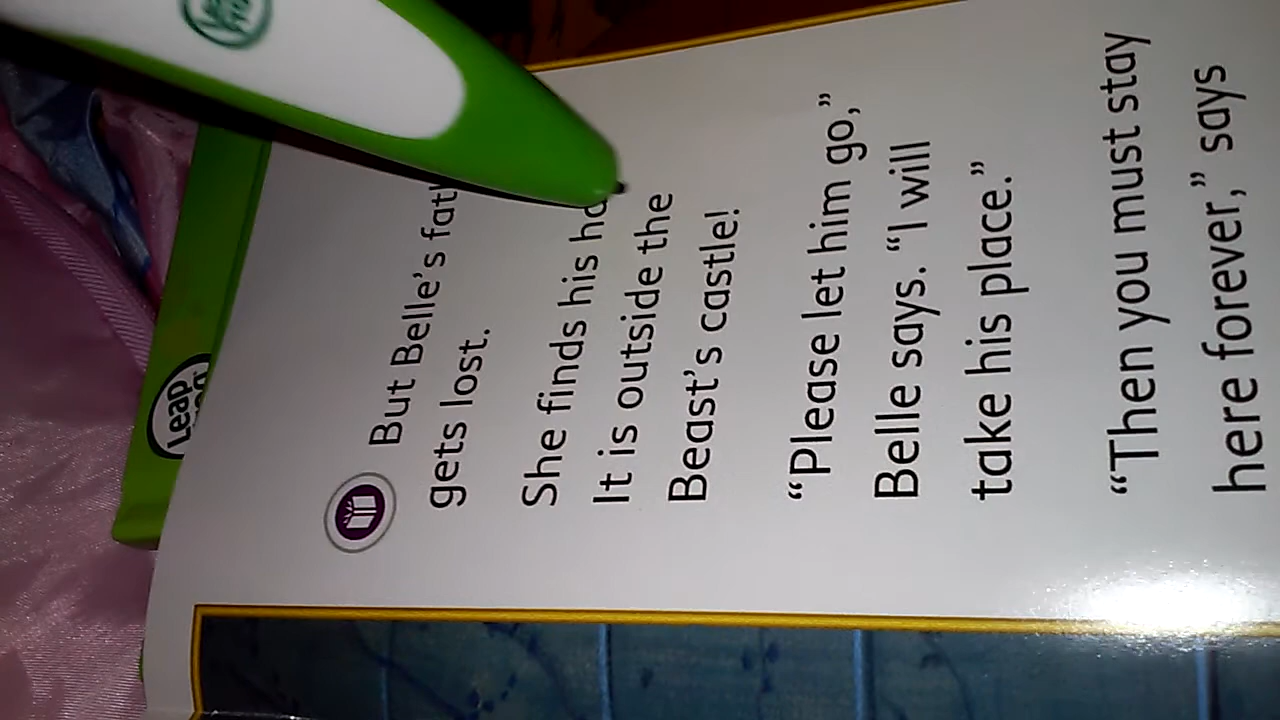 But Belle's
gets lost.
She finds his
It is outside the
Beast's castle!
"Please let him go,"
Belle says. "I will
take his place."
"Then you must stay
here forever," says
Leap